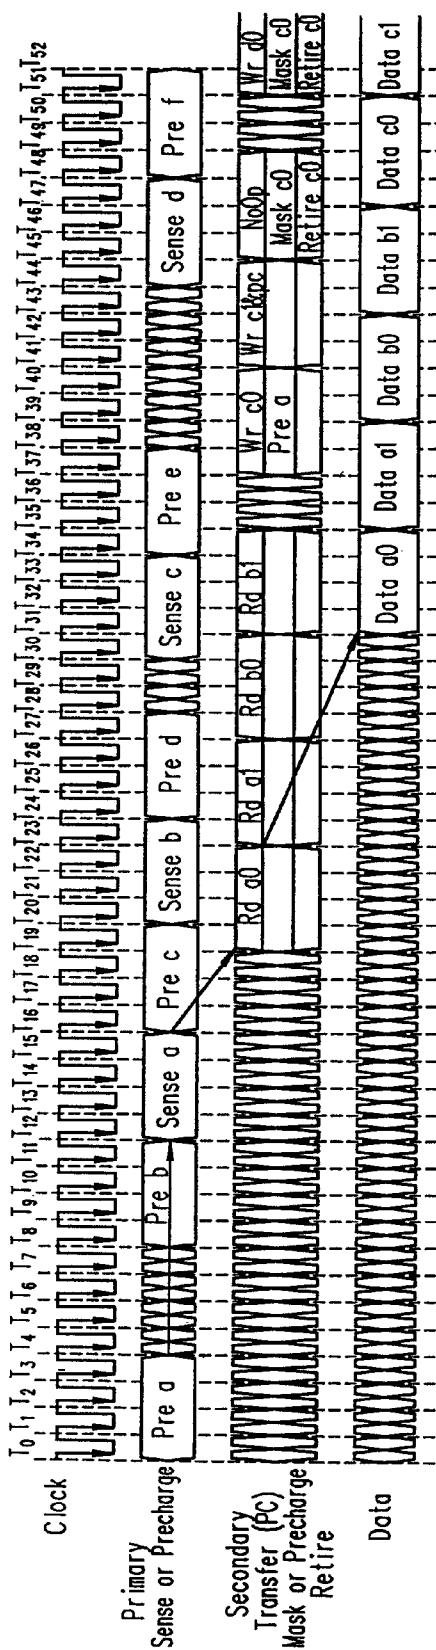 T0 T1 T2 T3 T4 T5 T6 T7 T8 T9 T10 T11 T12 T13 T14 T15 T16 T17 T18 T19 T20 T21 T22 T23 T24 T25 T26 T27 T28 T29 T30 T31 T32 T33 T34 T35 T36 T37 T38 T39 T40 T41 T42 T43 T44 T45 T46 T47 T48 T49 T50 T51 T52
Clock
Primary
Sense or Precharge
Pre a Pre b Sense a Pre c Sense b Pre d Sense c Pre e Sense d Pre f
Secondary
Transfer (PC)
Mask or Precharge
Retire
Rd a0 Rd a1 Rd b0 Rd b1 Wr c0 Wr c1&pc NoOp Wr d0
Pre a Mask c0 Mask c0
Retire c0 Retire c0
Data
Data a0 Data a1 Data b0 Data b1 Data c0 Data c1